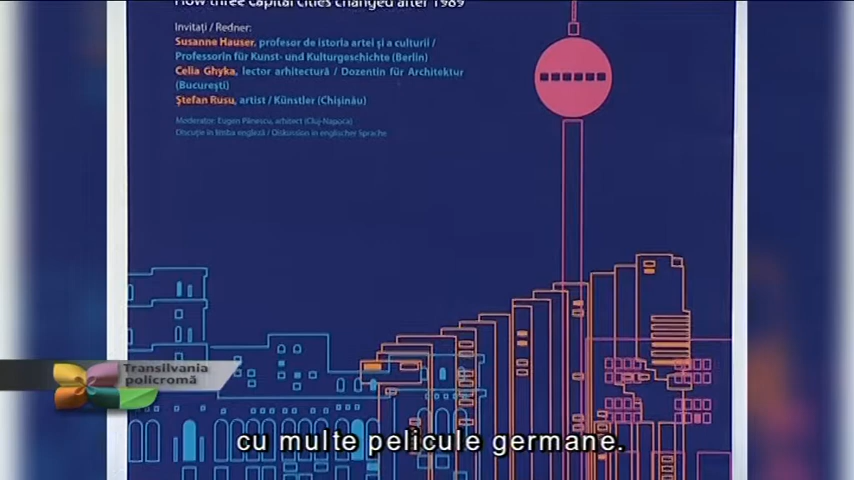 How three capital cities changed after 1989
Invitați / Redner:
Susanne Hauser, profesor de istoria artei și a culturii /
Professorin für Kunst- und Kulturgeschichte (Berlin)
Celia Ghyka, lector arhitectură / Dozentin für Architektur
(București)
Ștefan Rusu, artist / Künstler (Chișinău)
Moderator: Eugen Pănescu, arhitect (Cluj-Napoca)
Discuție în limba engleză / Diskussion in englischer Sprache
Transilvania
policromă
cu multe pelicule germane.